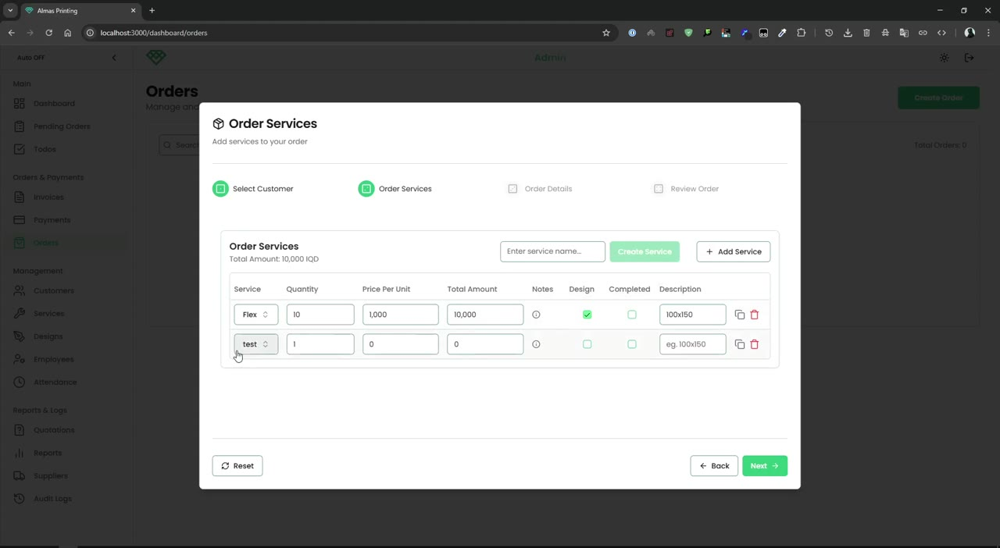 Almas Printing
localhost:3000/dashboard/orders
Auto OFF
Admin
Main
Dashboard
Pending Orders
Todos
Orders & Payments
Invoices
Payments
Orders
Management
Customers
Services
Designs
Employees
Attendance
Reports & Logs
Quotations
Reports
Suppliers
Audit Logs
Orders
Manage and
Create Order
Search
Total Orders: 0
Order Services
Add services to your order
Select Customer
Order Services
Order Details
Review Order
Order Services
Total Amount: 10,000 IQD
Enter service name...
Create Service
+ Add Service
Service Quantity Price Per Unit Total Amount Notes Design Completed Description
Flex 10 1,000 10,000 100x150
test 1 0 0 eg. 100x150
Reset
Back
Next